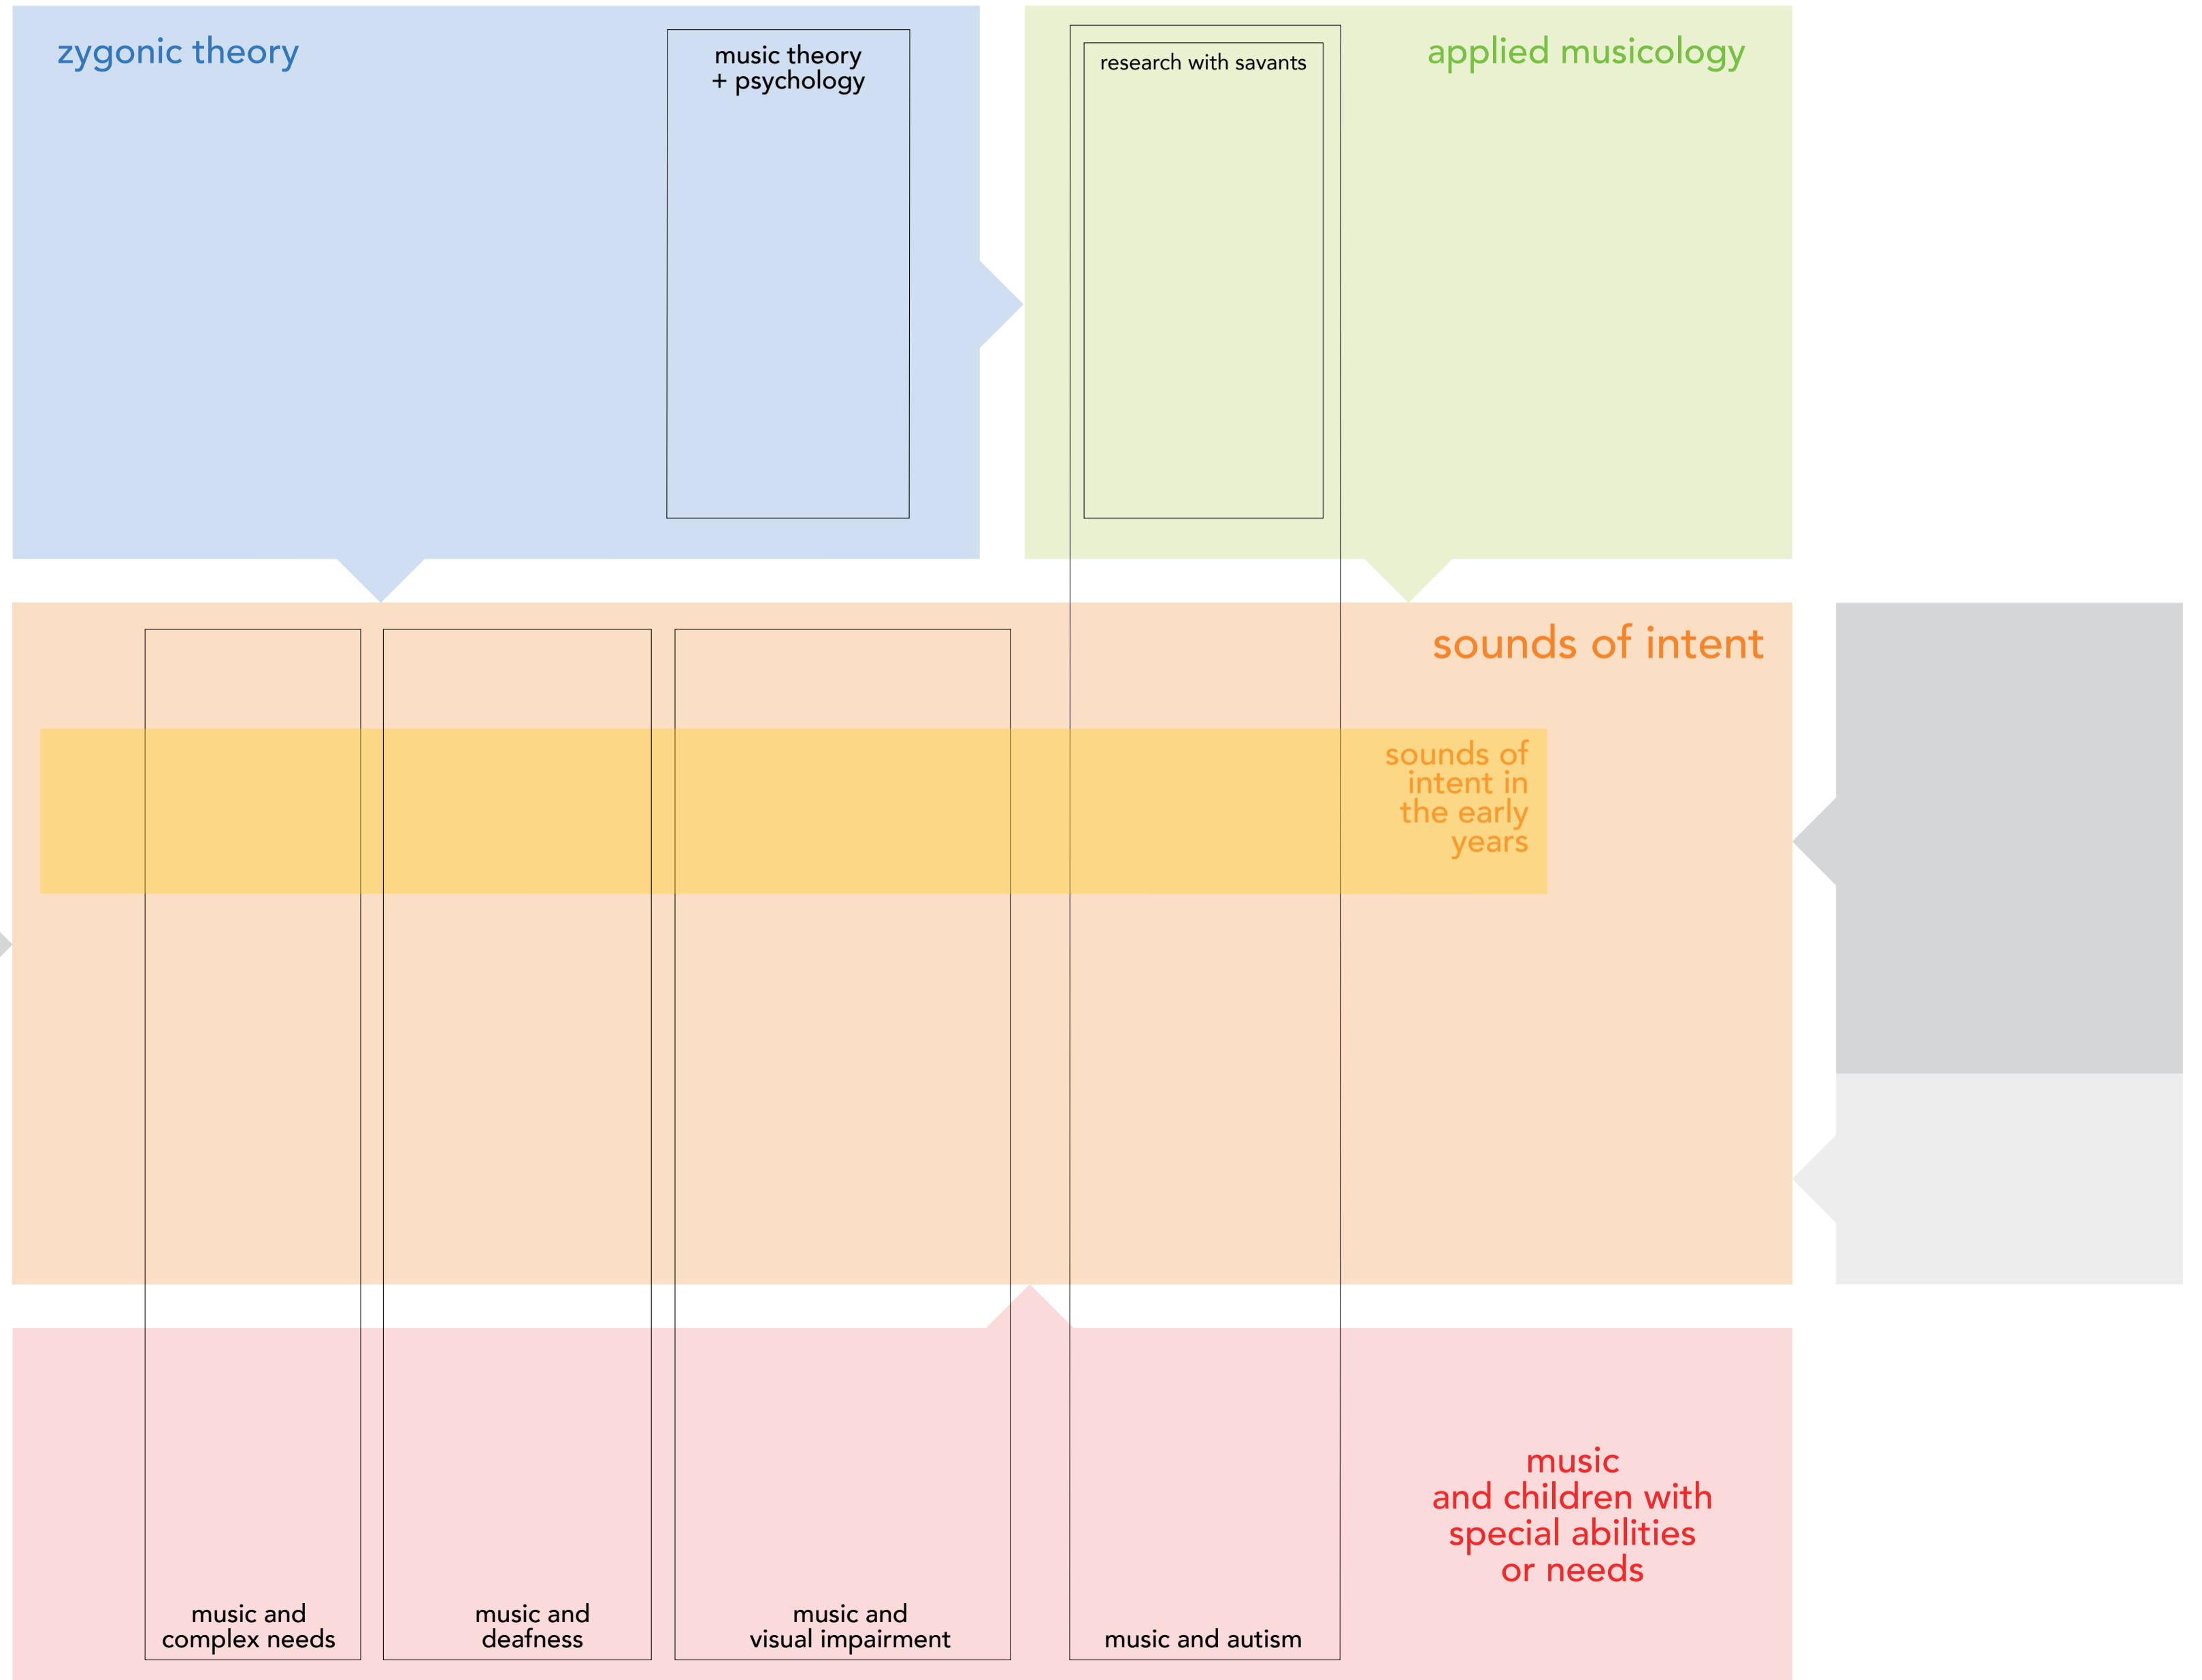 zygonic theory
music theory
+ psychology
research with savants
applied musicology
sounds of intent
sounds of
intent in
the early
years
music
and children with
special abilities
or needs
music and
complex needs
music and
deafness
music and
visual impairment
music and autism